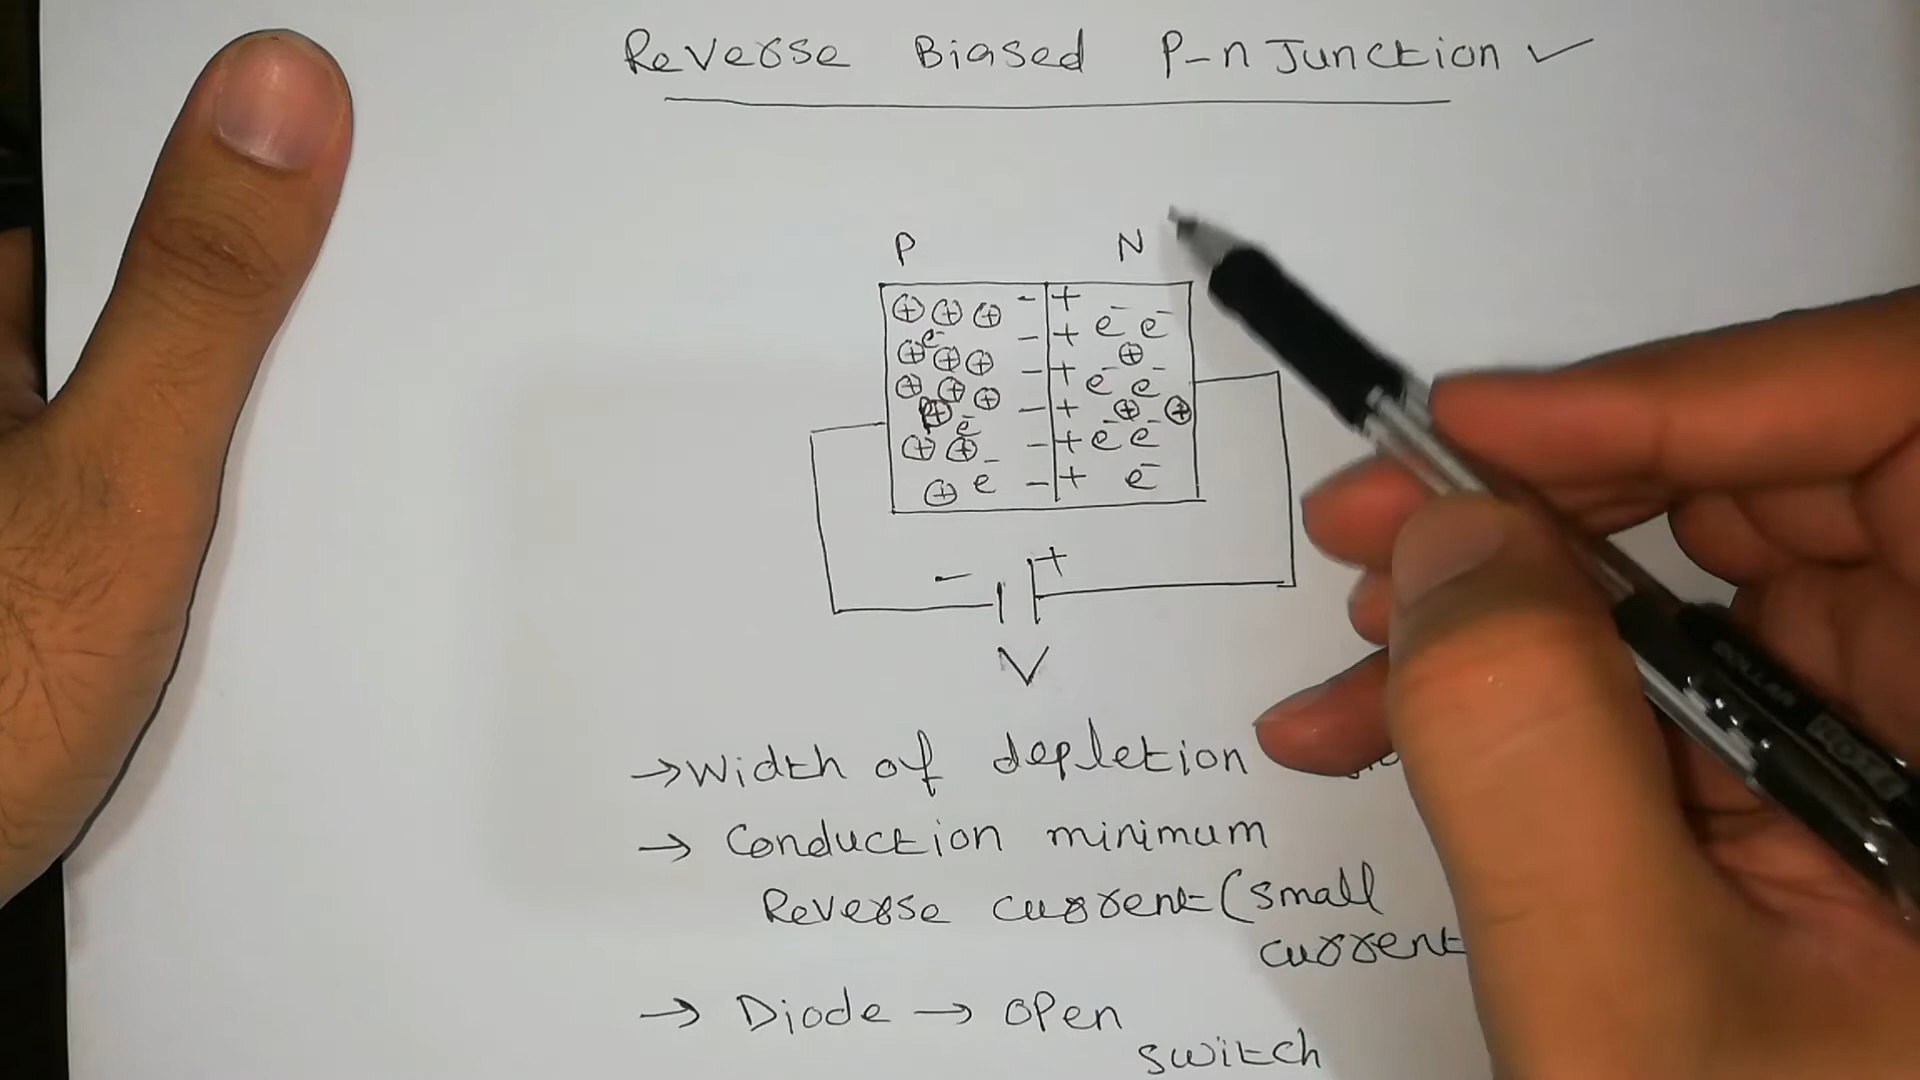 Reverse Biased P-n Junction ✓
P N
⊕ ⊕ ⊕ - +
e⁻ - + e⁻ e⁻
⊕ ⊕ ⊕ - + ⊕
⊕ ⊕ ⊕ - + e⁻ e⁻
⊕ e⁻ - + ⊕ ⊕
⊕ ⊕ - + e⁻ e⁻
⊕ e⁻ - + e⁻
- +
V
→ Width of depletion
→ Conduction minimum
Reverse current (small
current
→ Diode → open
switch